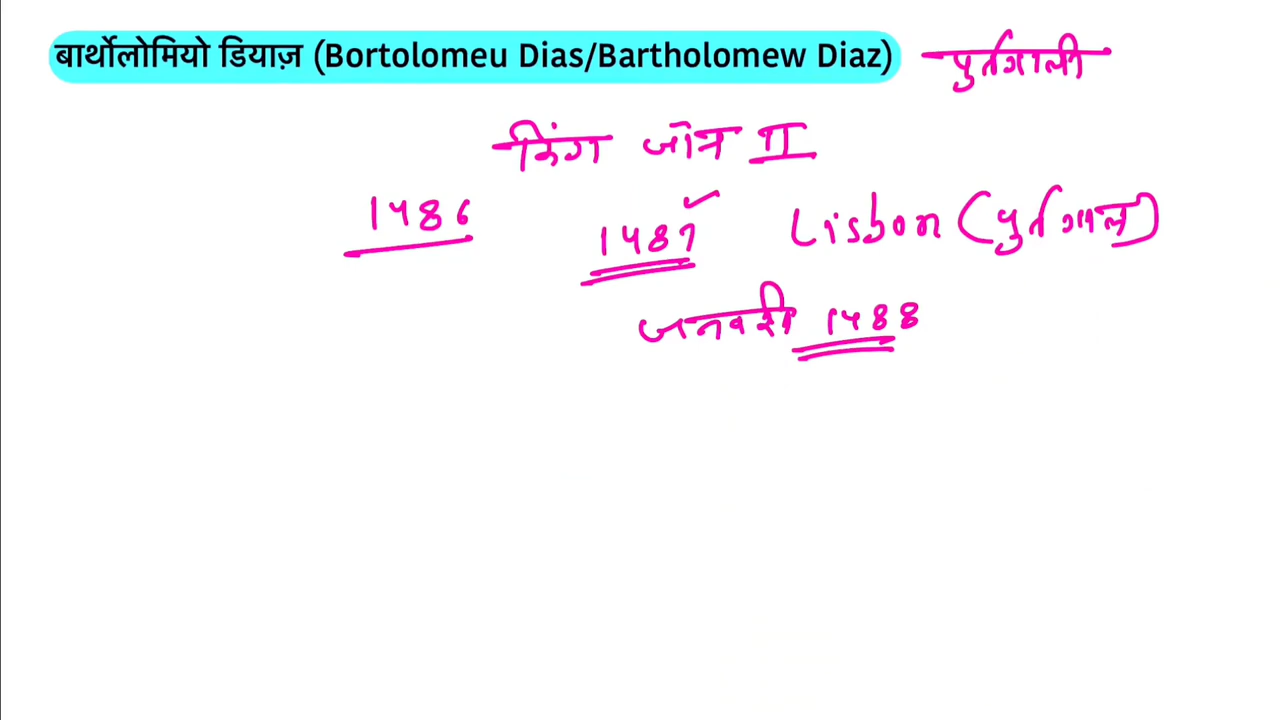 बार्थोलोमियो डियाज़ (Bortolomeu Dias/Bartholomew Diaz) पुर्तगाली
किंग जॉन II
1486 1487 Lisbon (पुर्तगाल)
जनवरी 1488